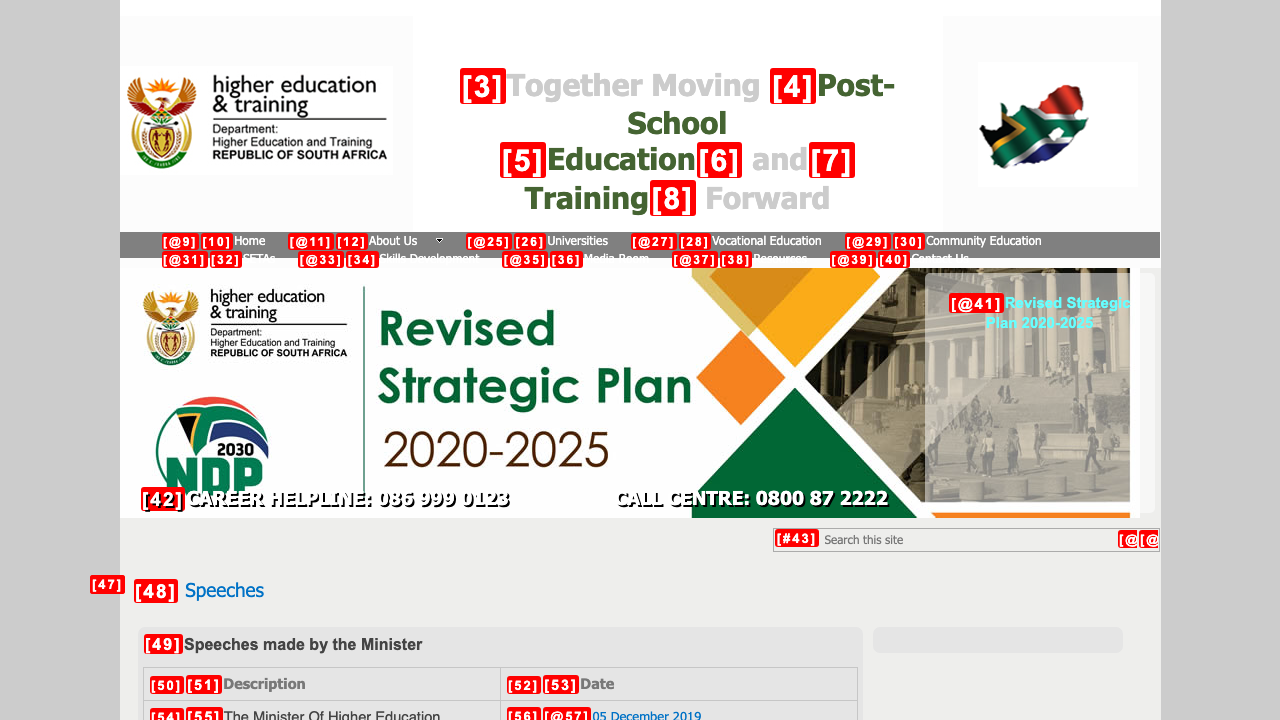 higher education
& training
Department:
Higher Education and Training
REPUBLIC OF SOUTH AFRICA
[3]Together Moving [4]Post-
School
[5]Education[6] and[7]
Training[8] Forward
[@9][10]Home [@11][12]About Us [@25][26]Universities [@27][28]Vocational Education [@29][30]Community Education
[@31][32]SETAs [@33][34]Skills Development [@35][36]Media Room [@37][38]Resources [@39][40]Contact Us
higher education
& training
Department:
Higher Education and Training
REPUBLIC OF SOUTH AFRICA
Revised
Strategic Plan
2020-2025
[@41]Revised Strategic
Plan 2020-2025
2030
NDP
[42]CAREER HELPLINE: 086 999 0123 CALL CENTRE: 0800 87 2222
[#43] Search this site [@[@
[47] [48] Speeches
[49]Speeches made by the Minister
[50][51]Description [52][53]Date
[54][55]The Minister Of Higher Education [56][@57]05 December 2019